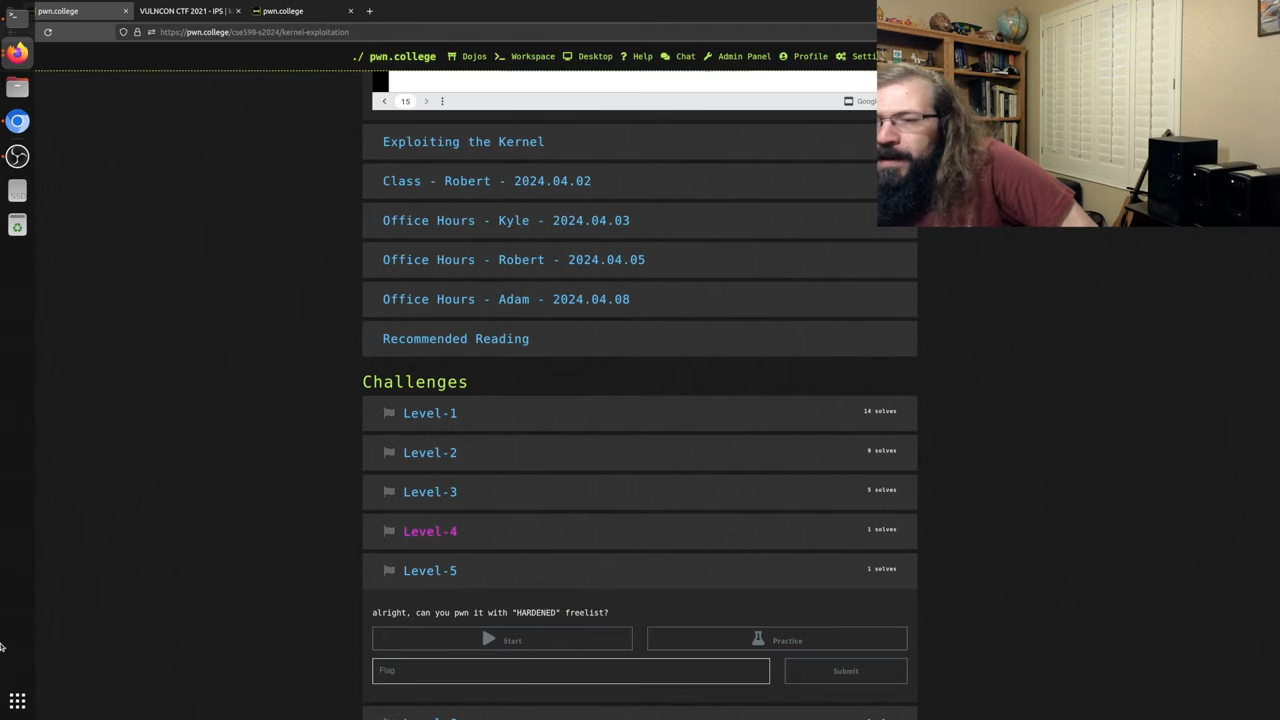 pwn.college
VULNCON CTF 2021 - IPS | k
pwn.college
https://pwn.college/cse598-s2024/kernel-exploitation
./ pwn.college
Dojos
Workspace
Desktop
Help
Chat
Admin Panel
Profile
Setti
15
Googl
Exploiting the Kernel
Class - Robert - 2024.04.02
Office Hours - Kyle - 2024.04.03
Office Hours - Robert - 2024.04.05
Office Hours - Adam - 2024.04.08
Recommended Reading
Challenges
Level-1 14 solves
Level-2 9 solves
Level-3 5 solves
Level-4 1 solves
Level-5 1 solves
alright, can you pwn it with "HARDENED" freelist?
Start
Practice
Flag
Submit